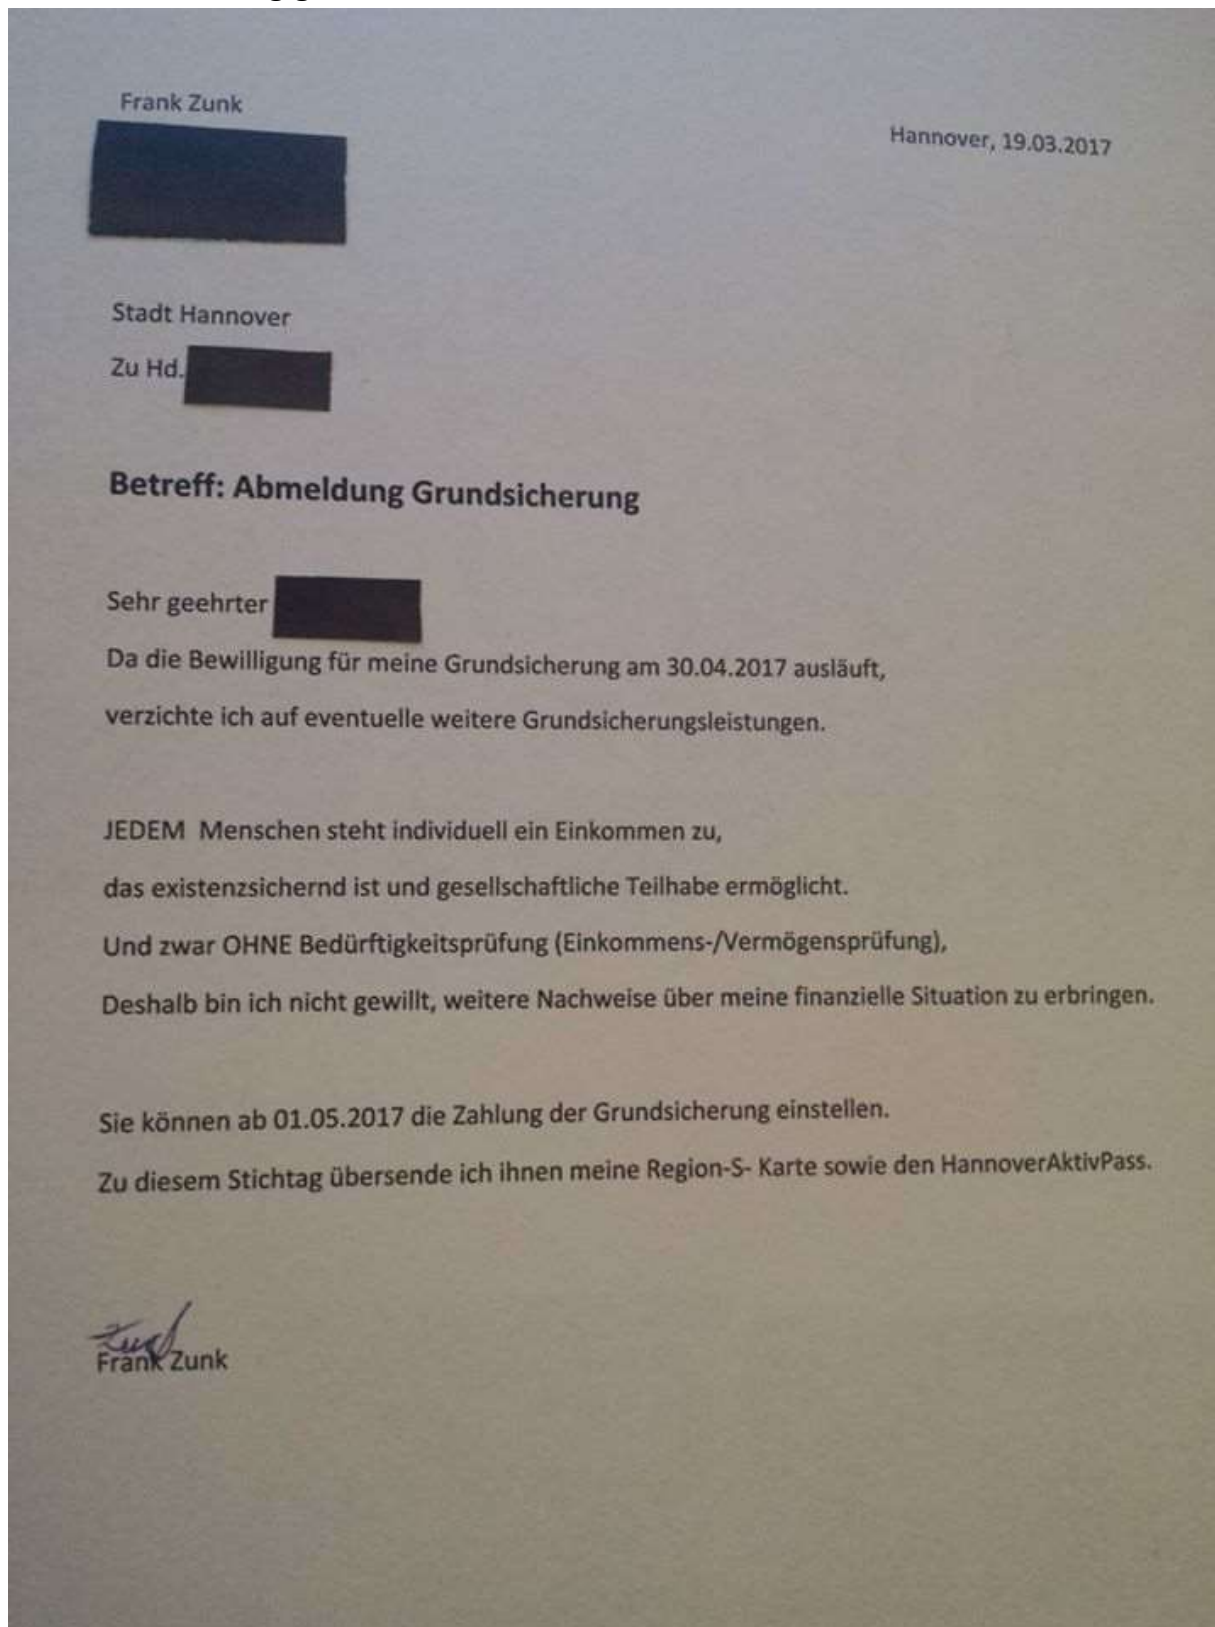 Frank Zunk
Hannover, 19.03.2017
Stadt Hannover
Zu Hd.
Betreff: Abmeldung Grundsicherung
Sehr geehrter
Da die Bewilligung für meine Grundsicherung am 30.04.2017 ausläuft,
verzichte ich auf eventuelle weitere Grundsicherungsleistungen.
JEDEM Menschen steht individuell ein Einkommen zu,
das existenzsichernd ist und gesellschaftliche Teilhabe ermöglicht.
Und zwar OHNE Bedürftigkeitsprüfung (Einkommens-/Vermögensprüfung),
Deshalb bin ich nicht gewillt, weitere Nachweise über meine finanzielle Situation zu erbringen.
Sie können ab 01.05.2017 die Zahlung der Grundsicherung einstellen.
Zu diesem Stichtag übersende ich ihnen meine Region-S- Karte sowie den HannoverAktivPass.
Zunk
Frank Zunk